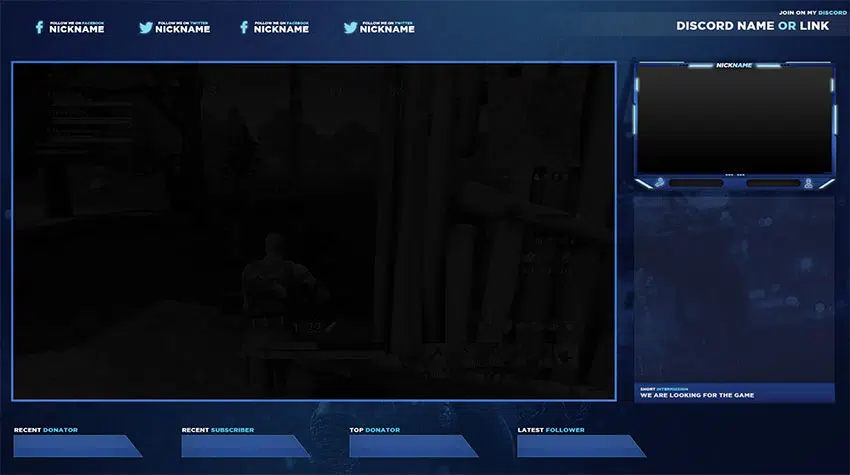 FOLLOW ME ON FACEBOOK
NICKNAME
FOLLOW ME ON TWITTER
NICKNAME
FOLLOW ME ON FACEBOOK
NICKNAME
FOLLOW ME ON TWITTER
NICKNAME
JOIN ON MY DISCORD
DISCORD NAME OR LINK
NICKNAME
SHORT INTERMISSION
WE ARE LOOKING FOR THE GAME
RECENT DONATOR
RECENT SUBSCRIBER
TOP DONATOR
LATEST FOLLOWER